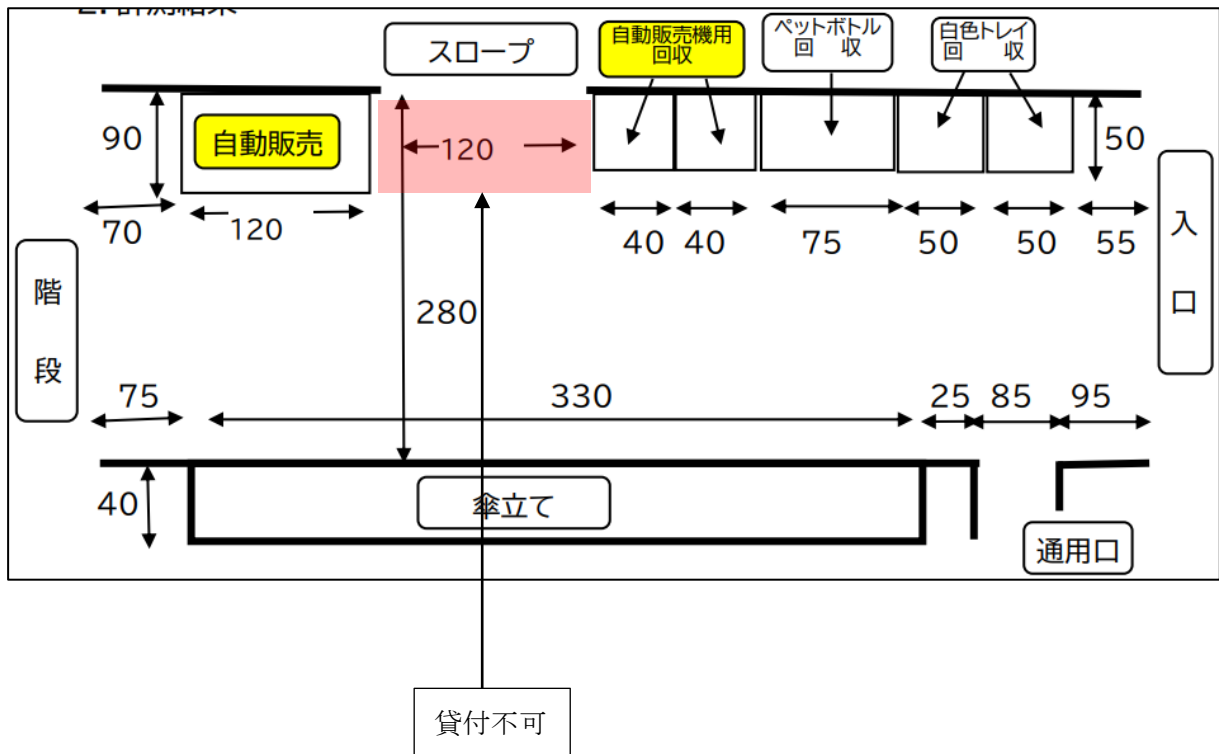 スロープ
自動販売機用
回収
ペットボトル
回　収
白色トレイ
回　収
90
自動販売
120
50
70
120
40
40
75
50
50
55
入
口
階
段
280
75
330
25
85
95
40
傘立て
通用口
貸付不可